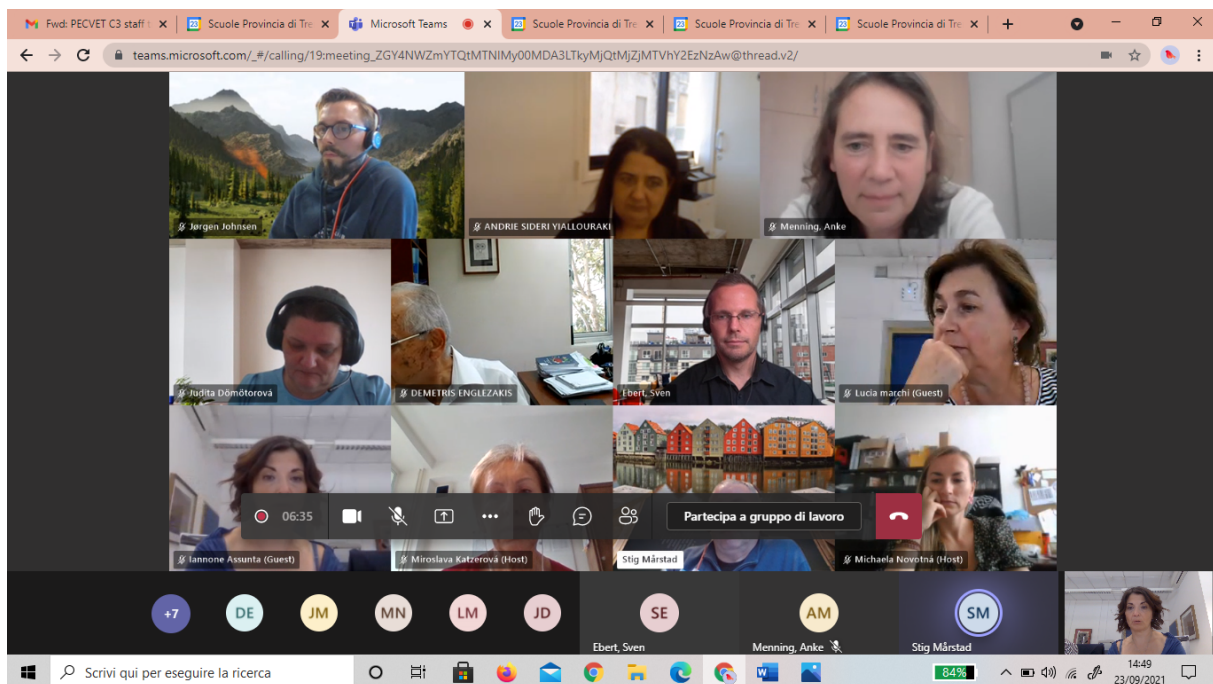 Fwd: PECVET C3 staff t
Scuole Provincia di Tre
Microsoft Teams
Scuole Provincia di Tre
Scuole Provincia di Tre
Scuole Provincia di Tre
teams.microsoft.com/_#/calling/19:meeting_ZGY4NWZmYTQtMTNlMy00MDA3LTkyMjQtMjZjMTVhY2EzNzAw@thread.v2/
Jørgen Johnsen
ANDRIE SIDERI YIALLOURAKI
Menning, Anke
Judita Dömötorová
DEMETRIS ENGLEZAKIS
Ebert, Sven
Lucia marchi (Guest)
06:35
Partecipa a gruppo di lavoro
Iannone Assunta (Guest)
Miroslava Katzerová (Host)
Stig Mårstad
Michaela Novotná (Host)
+7
DE
JM
MN
LM
JD
SE
AM
SM
Ebert, Sven
Menning, Anke
Stig Mårstad
Scrivi qui per eseguire la ricerca
84%
14:49
23/09/2021